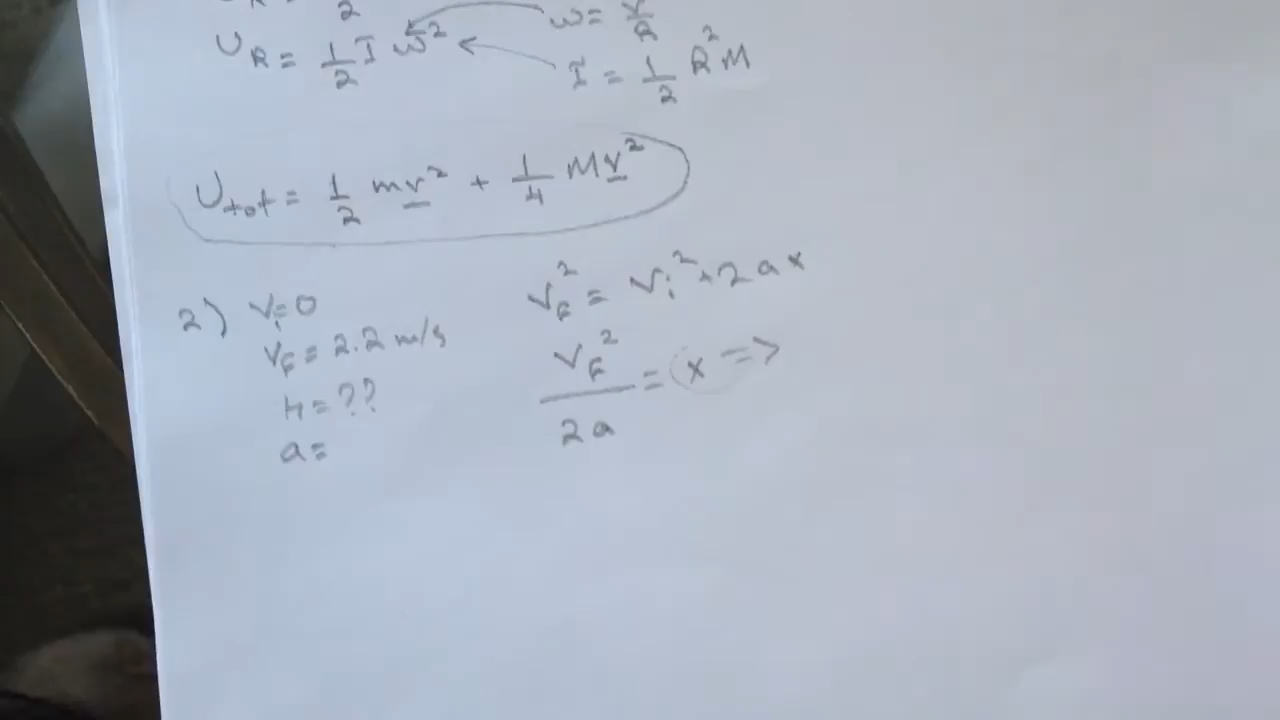 U_R = 1/2 I ω²
ω = v/R
I = 1/2 R² M
U_tot = 1/2 mv² + 1/4 Mv²
2) v_i = 0
v_F = 2.2 m/s
h = ??
a =
v_F² = v_i² + 2ax
v_F²/2a = x =>